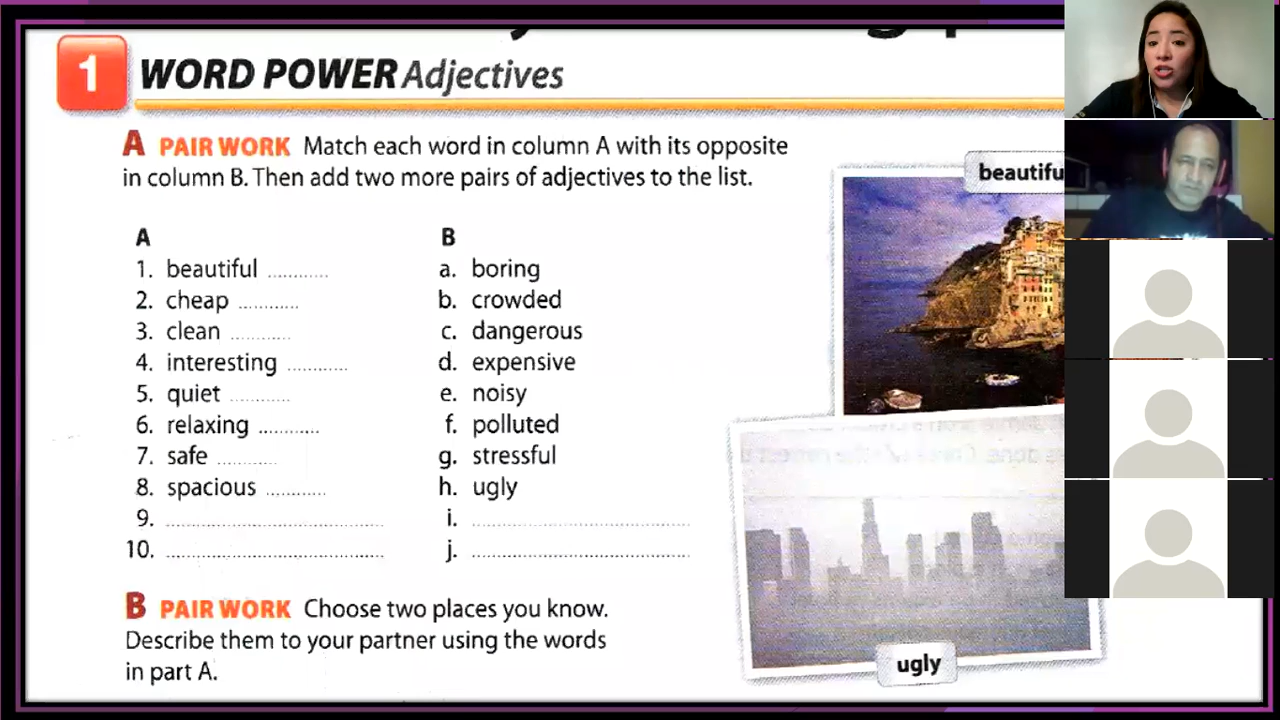 1 WORD POWER Adjectives
A PAIR WORK Match each word in column A with its opposite
in column B. Then add two more pairs of adjectives to the list.
A B
1. beautiful ............ a. boring
2. cheap ............ b. crowded
3. clean ............ c. dangerous
4. interesting ............ d. expensive
5. quiet ............ e. noisy
6. relaxing ............ f. polluted
7. safe ............ g. stressful
8. spacious ............ h. ugly
9. ............ i. ............
10. ............ j. ............
B PAIR WORK Choose two places you know.
Describe them to your partner using the words
in part A.
beautifu
ugly